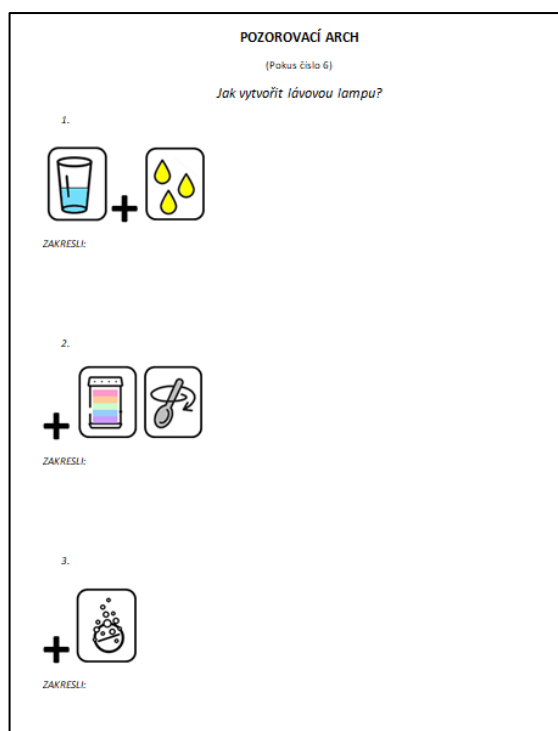 POZOROVACÍ ARCH
(Pokus číslo 6)
Jak vytvořit lávovou lampu?
1.
ZAKRESLI:
2.
ZAKRESLI:
3.
ZAKRESLI: